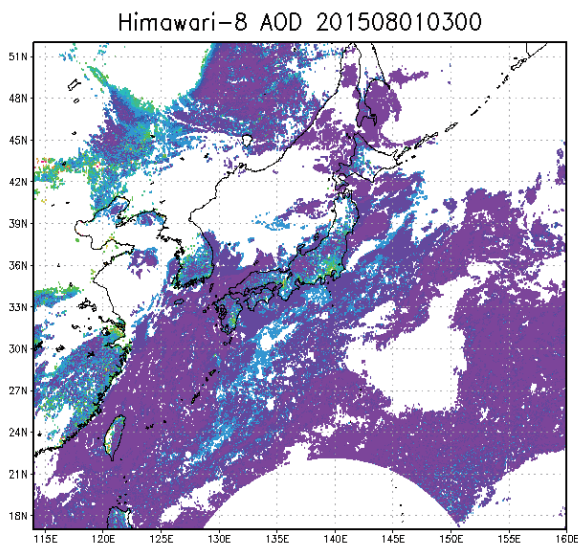 Himawari-8 AOD 201508010300
51N
48N
45N
42N
39N
36N
33N
30N
27N
24N
21N
18N
115E 120E 125E 130E 135E 140E 145E 150E 155E 160E